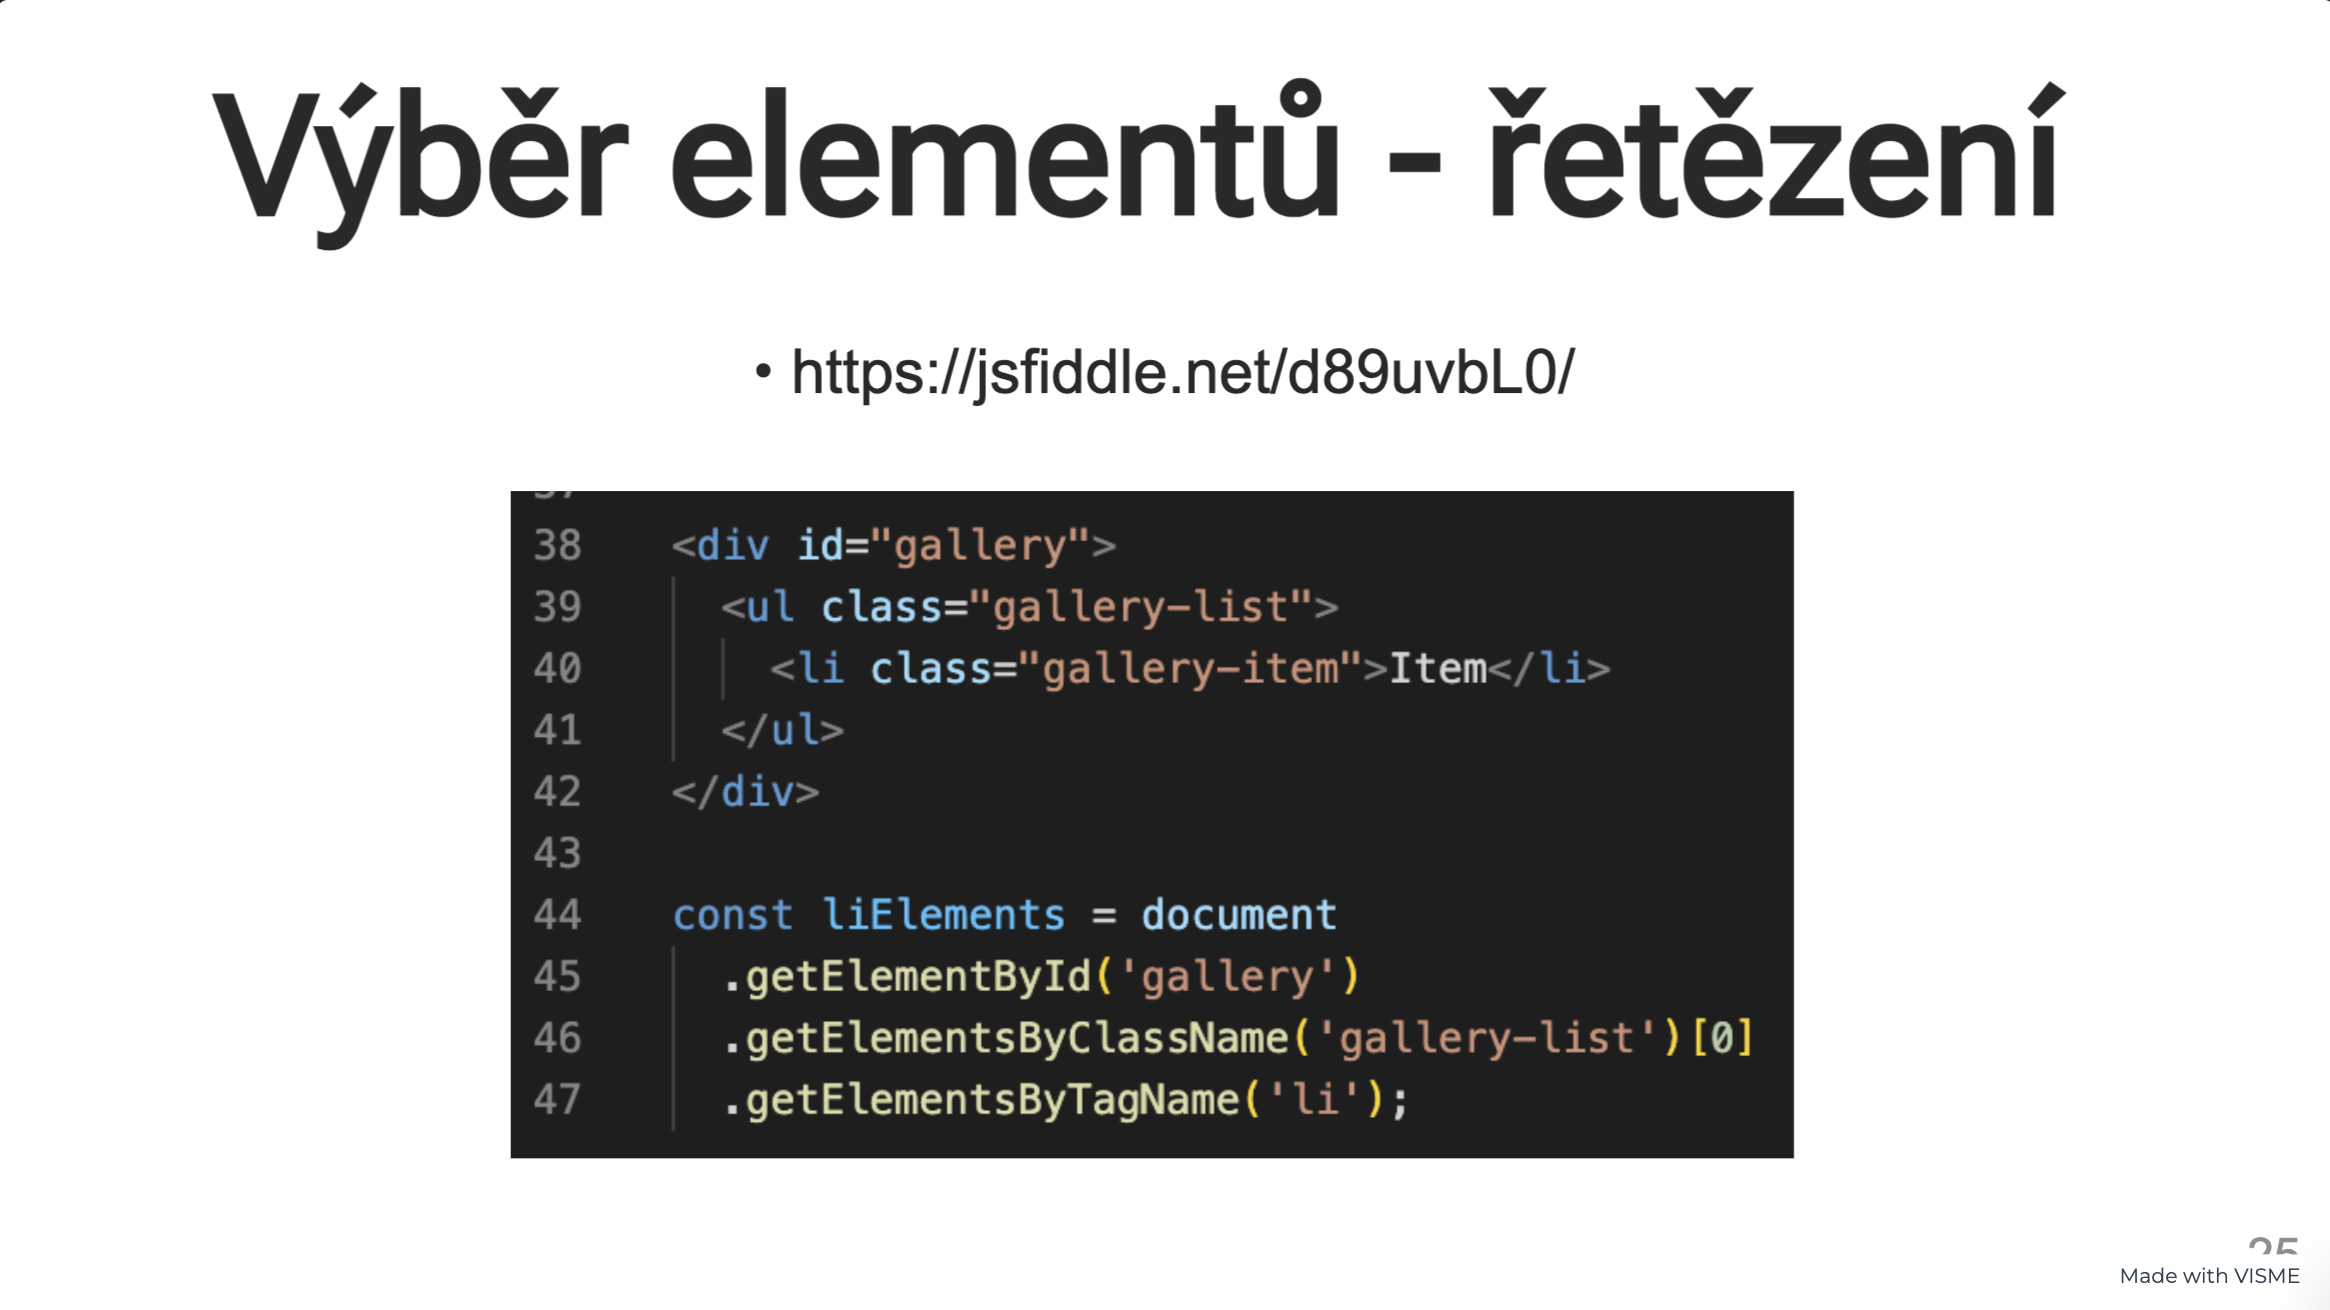 Výběr elementů - řetězení
• https://jsfiddle.net/d89uvbL0/
37
38 <div id="gallery">
39 <ul class="gallery-list">
40 <li class="gallery-item">Item</li>
41 </ul>
42 </div>
43
44 const liElements = document
45 .getElementById('gallery')
46 .getElementsByClassName('gallery-list')[0]
47 .getElementsByTagName('li');
25
Made with VISME